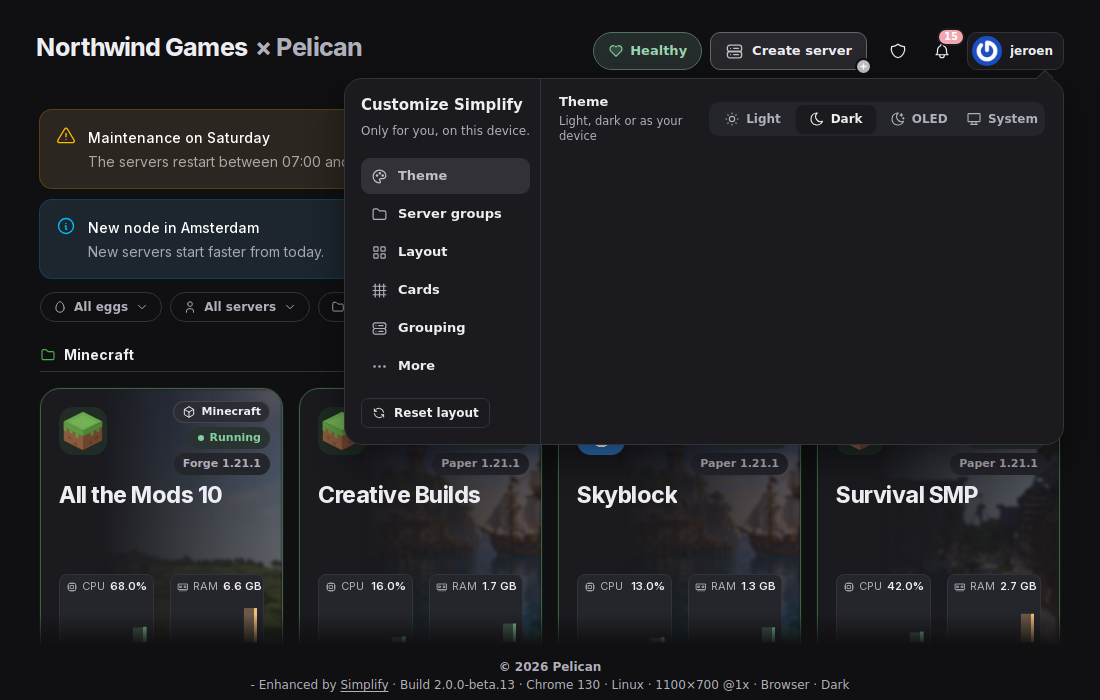 Northwind Games × Pelican
Healthy
Create server
15
jeroen
Customize Simplify
Only for you, on this device.
Theme
Server groups
Layout
Cards
Grouping
More
Reset layout
Theme
Light, dark or as your
device
Light
Dark
OLED
System
Maintenance on Saturday
The servers restart between 07:00 and
New node in Amsterdam
New servers start faster from today.
All eggs
All servers
Minecraft
Minecraft
Running
Forge 1.21.1
All the Mods 10
CPU 68.0%
RAM 6.6 GB
Paper 1.21.1
Creative Builds
CPU 16.0%
RAM 1.7 GB
Paper 1.21.1
Skyblock
CPU 13.0%
RAM 1.3 GB
Paper 1.21.1
Survival SMP
CPU 42.0%
RAM 2.7 GB
© 2026 Pelican
- Enhanced by Simplify · Build 2.0.0-beta.13 · Chrome 130 · Linux · 1100×700 @1x · Browser · Dark